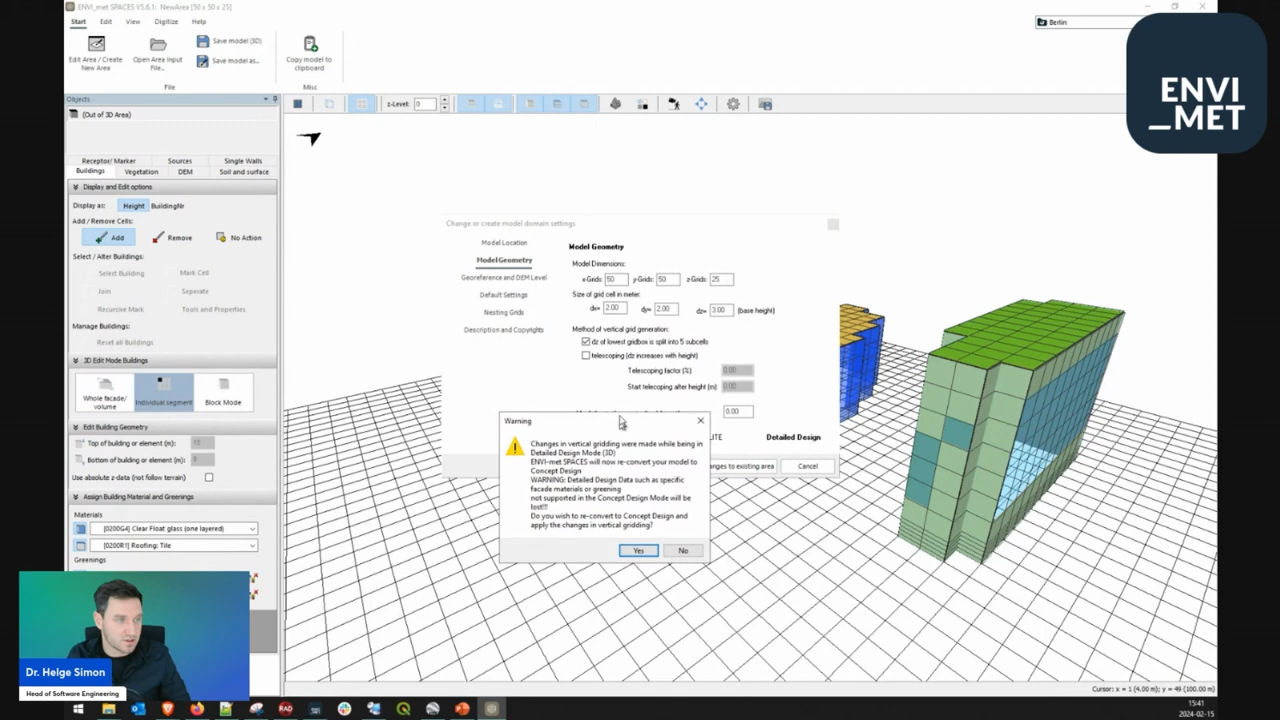 ENVI_met SPACES V5.6.1: NewArea [50 x 50 x 25]
Start Edit View Digitize Help
Berlin
Edit Area / Create New Area
Open Area Input File...
Save model (3D)
Save model as..
Copy model to clipboard
File
Misc
ENVI
_MET
Objects
z-Level: 0
(Out of 3D Area)
Receptor/ Marker Sources Single Walls
Buildings Vegetation DEM Soil and surface
Display and Edit options
Display as: Height BuildingNr
Add / Remove Cells:
Add Remove No Action
Select / Alter Buildings:
Select Building Mark Cell
Join Seperate
Recursive Mark Tools and Properties
Manage Buildings:
Reset all Buildings
3D Edit Mode Buildings
Whole facade/ volume
Individual segment
Block Mode
Edit Building Geometry
Top of building or element (m):
Bottom of building or element (m):
Use absolute z-data (not follow terrain)
Assign Building Material and Greenings
Materials
[0200G4] Clear Float glass (one layered)
[0200R1] Roofing: Tile
Greenings
Change or create model domain settings
Model Location
Model Geometry
Georeference and DEM Level
Default Settings
Nesting Grids
Description and Copyrights
Model Geometry
Model Dimensions:
x-Grids: 50 y-Grids: 50 z-Grids: 25
Size of grid cell in meter:
dx= 2.00 dy= 2.00 dz= 3.00 (base height)
Method of vertical grid generation:
dz of lowest gridbox is split into 5 subcells
telescoping (dz increases with height)
Telescoping factor (%) 0.00
Start telescoping after height (m) 0.00
0.00
LITE
Detailed Design
anges to existing area
Cancel
Warning
Changes in vertical gridding were made while being in
Detailed Design Mode (3D)
ENVI-met SPACES will now re-convert your model to
Concept Design
WARNING: Detailed Design Data such as specific
facade materials or greening
not supported in the Concept Design Mode will be
lost!!!
Do you wish to re-convert to Concept Design and
apply the changes in vertical gridding?
Yes No
Dr. Helge Simon
Head of Software Engineering
Cursor: x = 1 (4.00 m); y = 49 (100.00 m)
RAD
15:41
2024-02-15